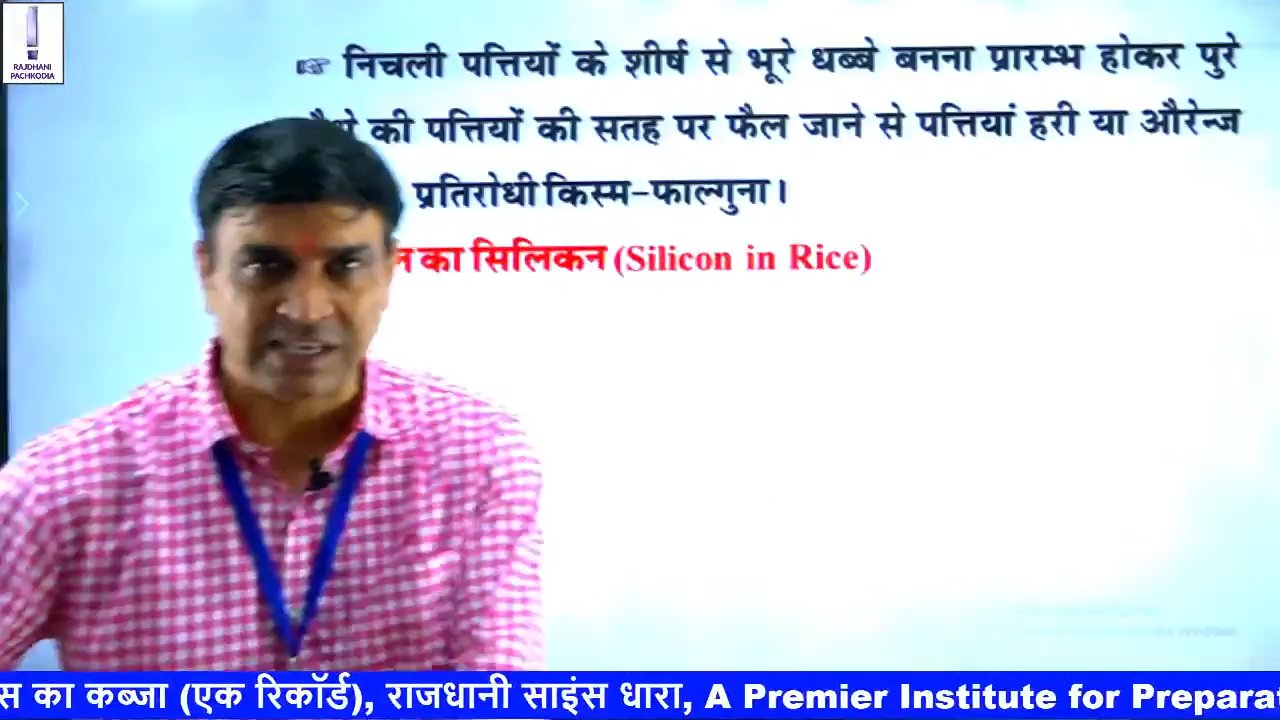 RAJDHANI
PACHKODIA
☞ निचली पत्तियों के शीर्ष से भूरे धब्बे बनना प्रारम्भ होकर पुरे
की पत्तियों की सतह पर फैल जाने से पत्तियां हरी या औरेन्ज
प्रतिरोधी किस्म–फाल्गुना।
का सिलिकन (Silicon in Rice)
का कब्जा (एक रिकॉर्ड), राजधानी साइंस धारा, A Premier Institute for